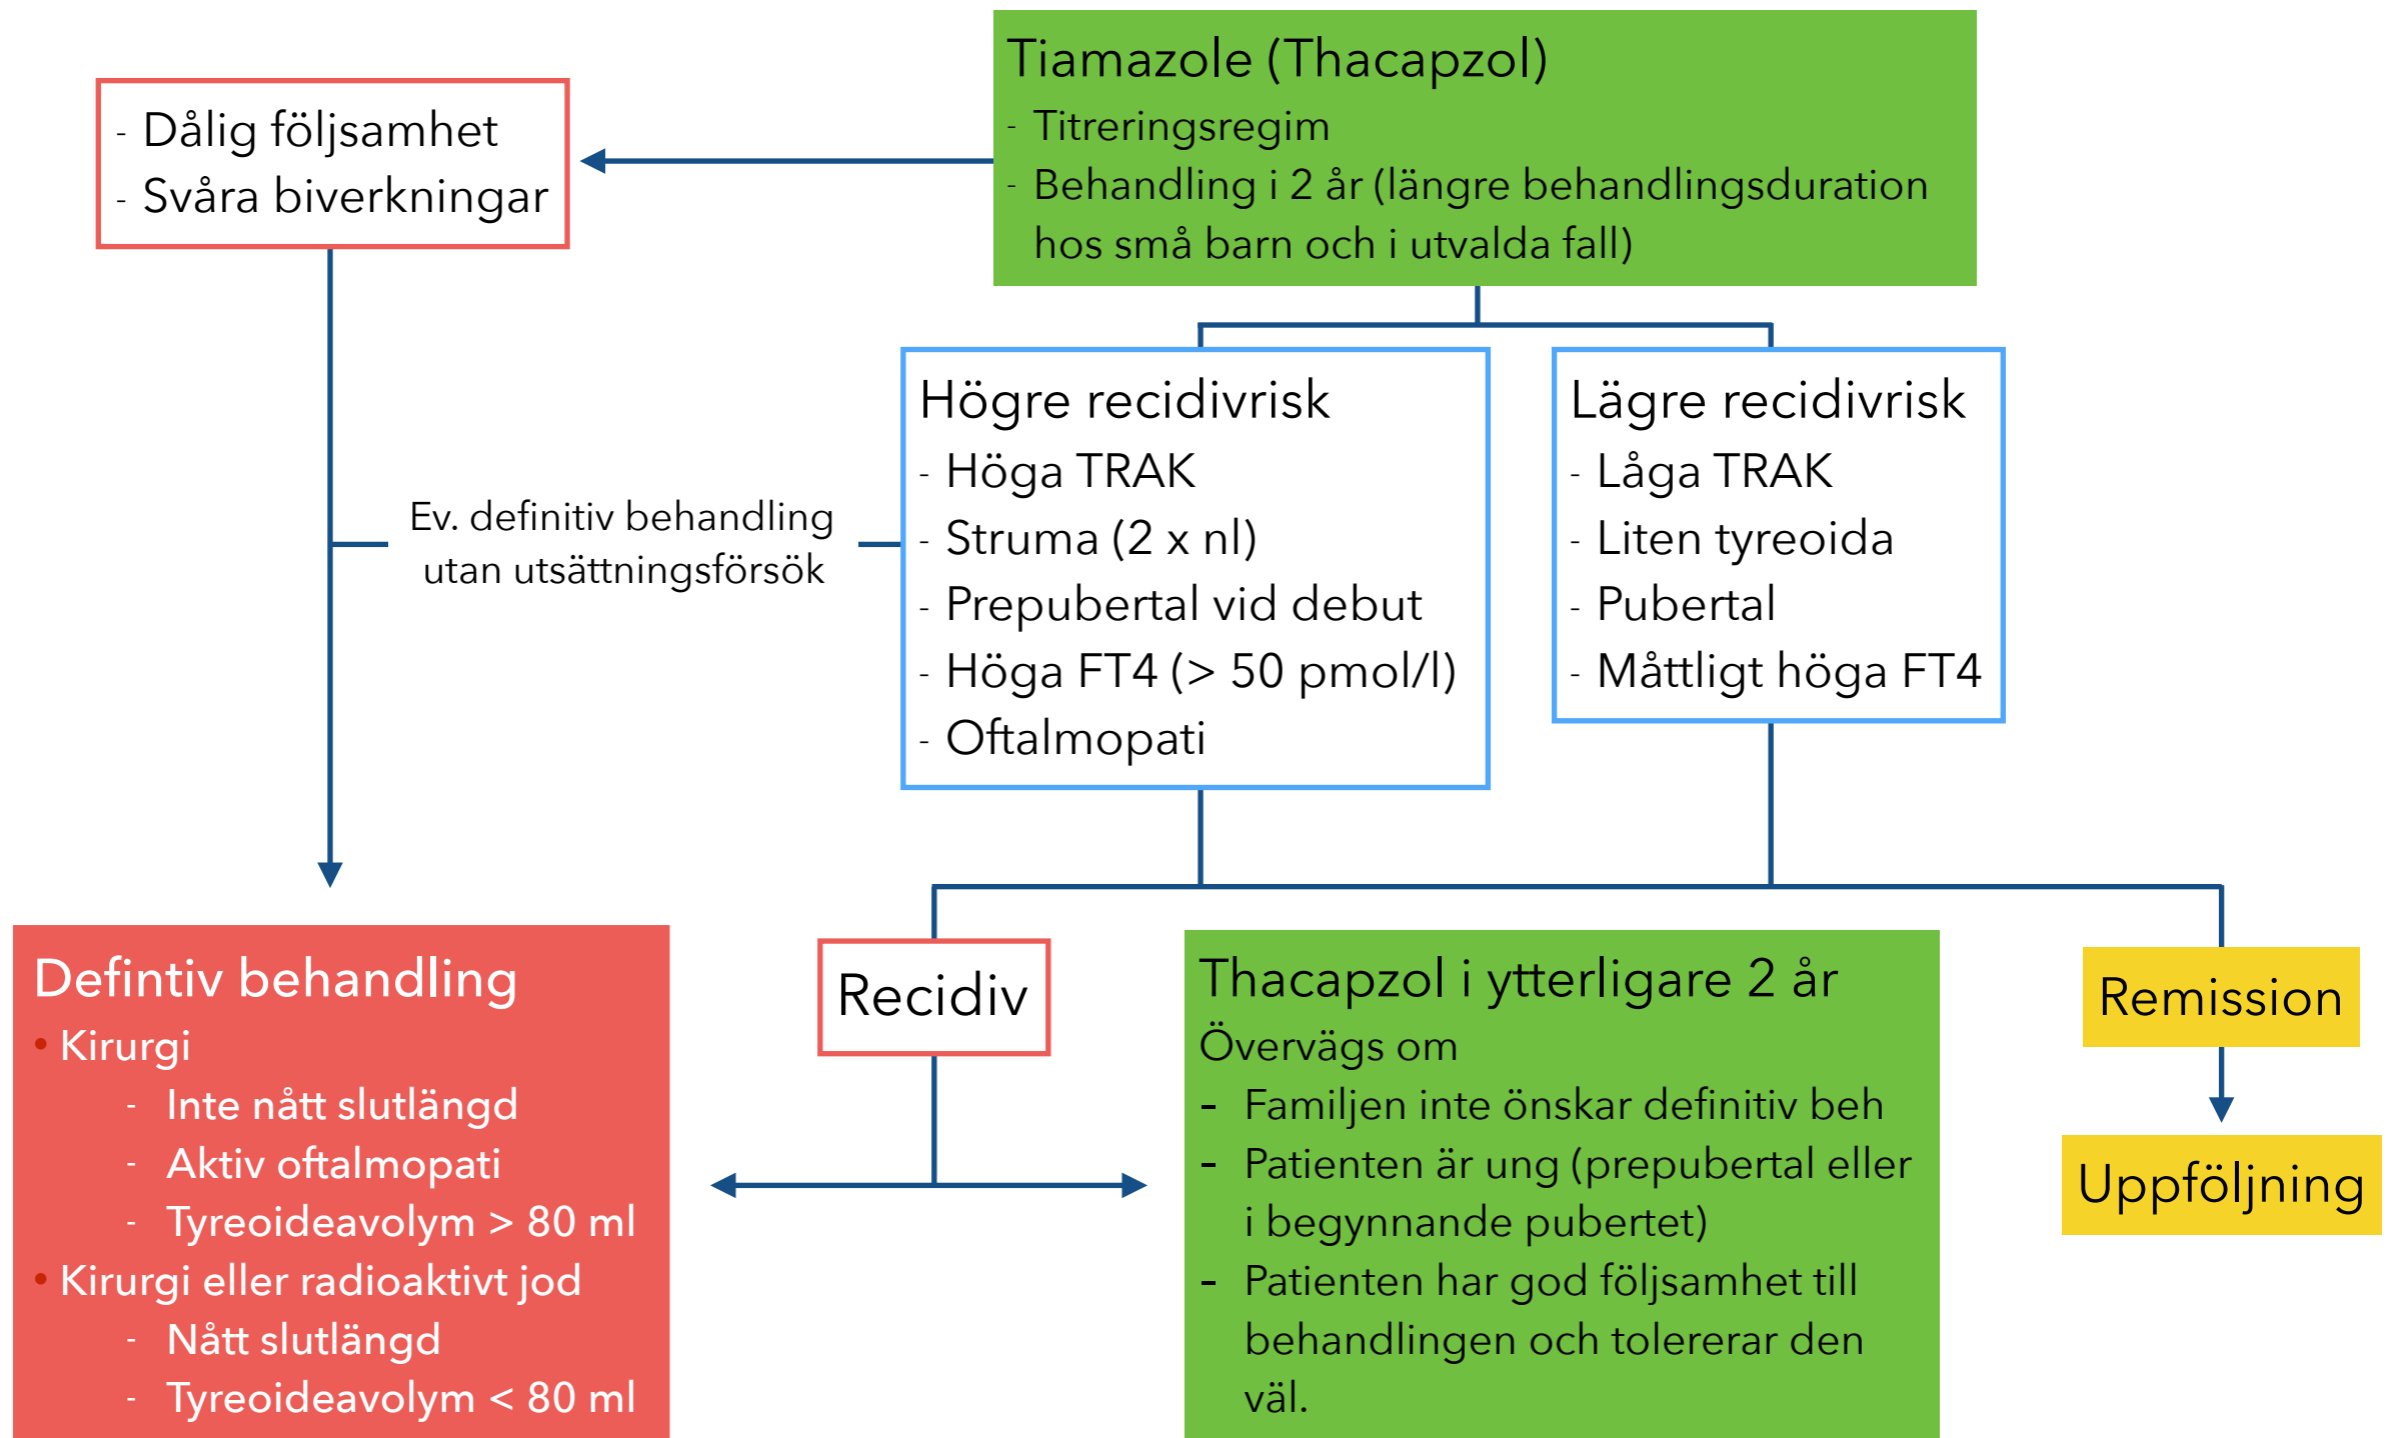 Tiamazole (Thacapzol)
- Titreringsregim
- Behandling i 2 år (längre behandlingsduration
hos små barn och i utvalda fall)
- Dålig följsamhet
- Svåra biverkningar
Högre recidivrisk
- Höga TRAK
- Struma (2 x nl)
- Prepubertal vid debut
- Höga FT4 (> 50 pmol/l)
- Oftalmopati
Lägre recidivrisk
- Låga TRAK
- Liten tyreoida
- Pubertal
- Måttligt höga FT4
Ev. definitiv behandling
utan utsättningsförsök
Defintiv behandling
• Kirurgi
- Inte nått slutlängd
- Aktiv oftalmopati
- Tyreoideavolym > 80 ml
• Kirurgi eller radioaktivt jod
- Nått slutlängd
- Tyreoideavolym < 80 ml
Recidiv
Thacapzol i ytterligare 2 år
Övervägs om
- Familjen inte önskar definitiv beh
- Patienten är ung (prepubertal eller
i begynnande pubertet)
- Patienten har god följsamhet till
behandlingen och tolererar den
väl.
Remission
Uppföljning